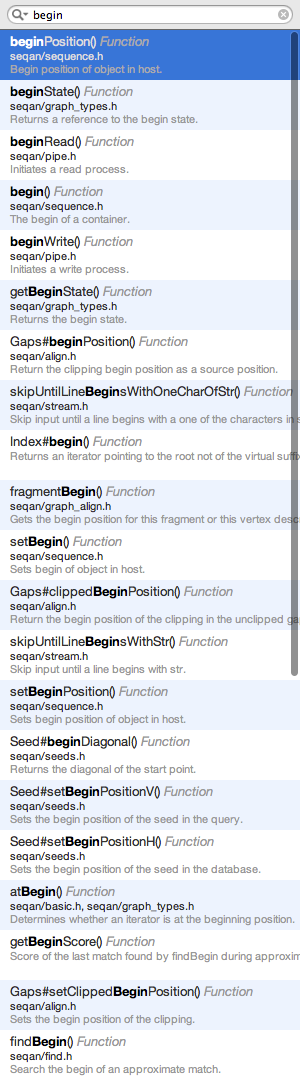 begin
beginPosition() Function
seqan/sequence.h
Begin position of object in host.
beginState() Function
seqan/graph_types.h
Returns a reference to the begin state.
beginRead() Function
seqan/pipe.h
Initiates a read process.
begin() Function
seqan/sequence.h
The begin of a container.
beginWrite() Function
seqan/pipe.h
Initiates a write process.
getBeginState() Function
seqan/graph_types.h
Returns the begin state.
Gaps#beginPosition() Function
seqan/align.h
Return the clipping begin position as a source position.
skipUntilLineBeginsWithOneCharOfStr() Function
seqan/stream.h
Skip input until a line begins with a one of the characters in s
Index#begin() Function
Returns an iterator pointing to the root not of the virtual suffix
fragmentBegin() Function
seqan/graph_align.h
Gets the begin position for this fragment or this vertex desc
setBegin() Function
seqan/sequence.h
Sets begin of object in host.
Gaps#clippedBeginPosition() Function
seqan/align.h
Return the begin position of the clipping in the unclipped ga
skipUntilLineBeginsWithStr() Function
seqan/stream.h
Skip input until a line begins with str.
setBeginPosition() Function
seqan/sequence.h
Sets begin position of object in host.
Seed#beginDiagonal() Function
seqan/seeds.h
Returns the diagonal of the start point.
Seed#setBeginPositionV() Function
seqan/seeds.h
Sets the begin position of the seed in the query.
Seed#setBeginPositionH() Function
seqan/seeds.h
Sets the begin position of the seed in the database.
atBegin() Function
seqan/basic.h, seqan/graph_types.h
Determines whether an iterator is at the beginning position.
getBeginScore() Function
Score of the last match found by findBegin during approxim
Gaps#setClippedBeginPosition() Function
seqan/align.h
Sets the begin position of the clipping.
findBegin() Function
seqan/find.h
Search the begin of an approximate match.